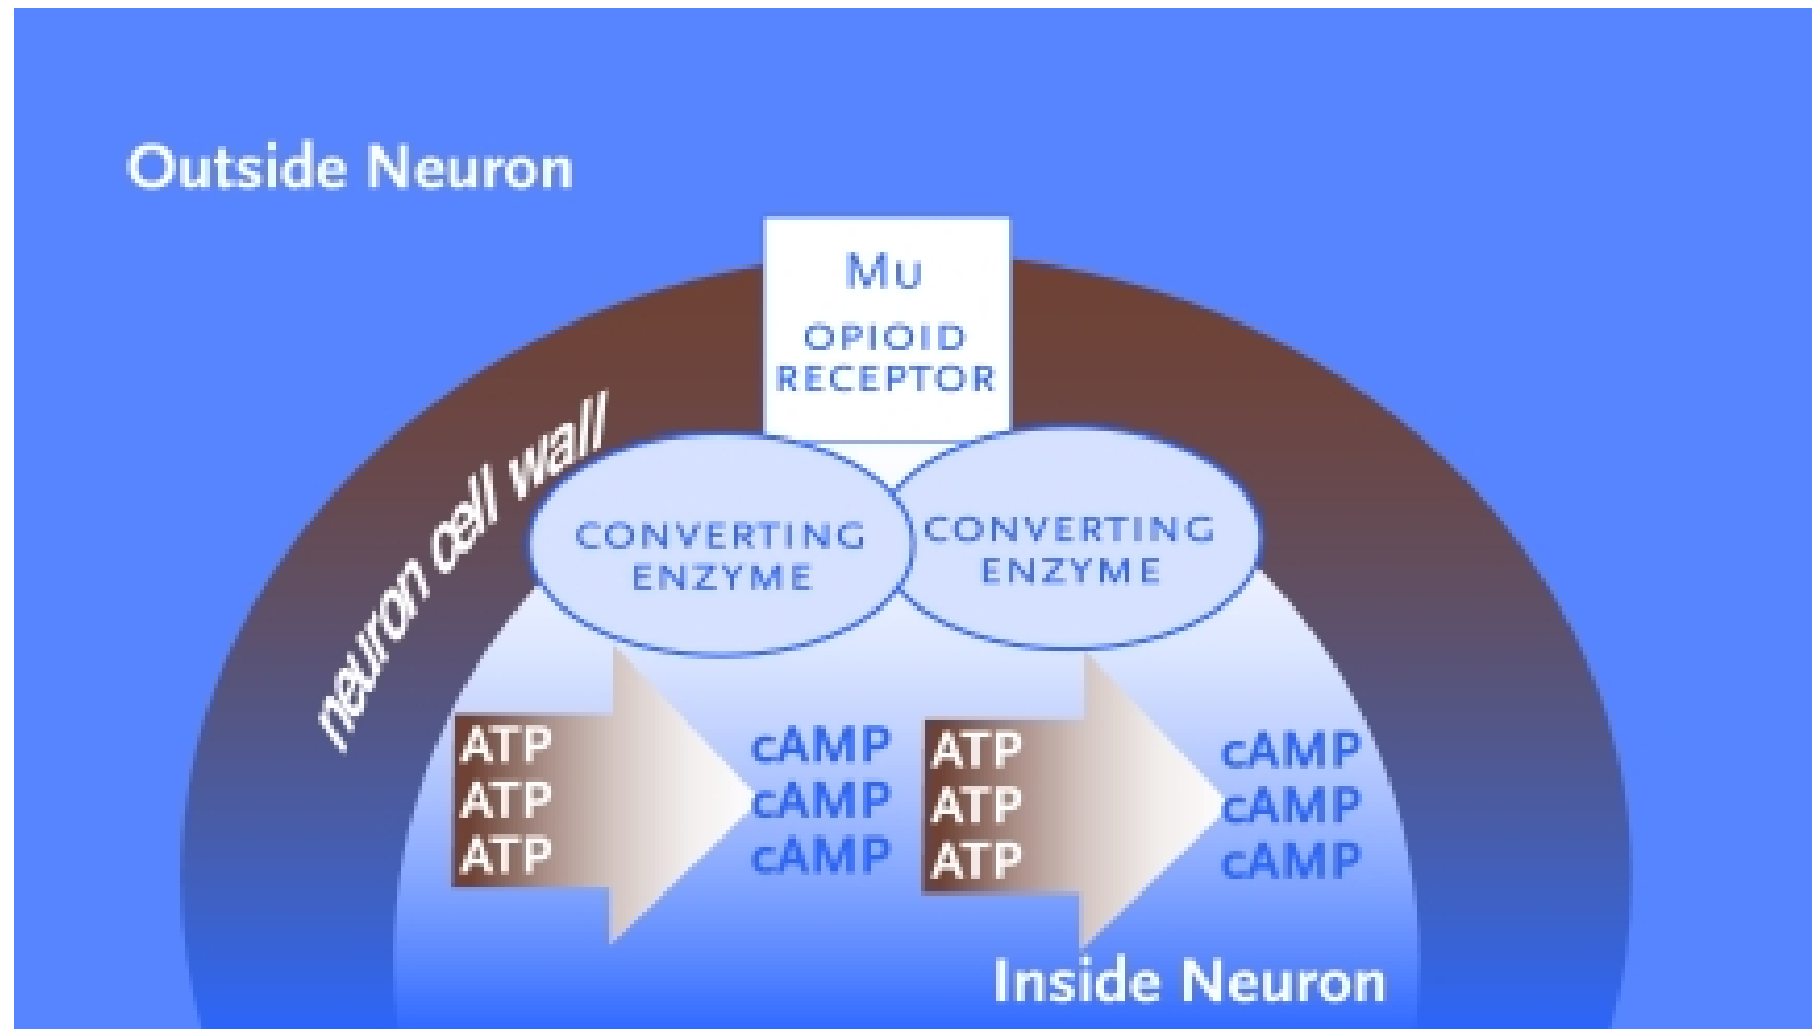 Outside Neuron
Mu
OPIOID
RECEPTOR
neuron cell wall
CONVERTING
ENZYME
CONVERTING
ENZYME
ATP
ATP
ATP
cAMP
cAMP
cAMP
ATP
ATP
ATP
cAMP
cAMP
cAMP
Inside Neuron